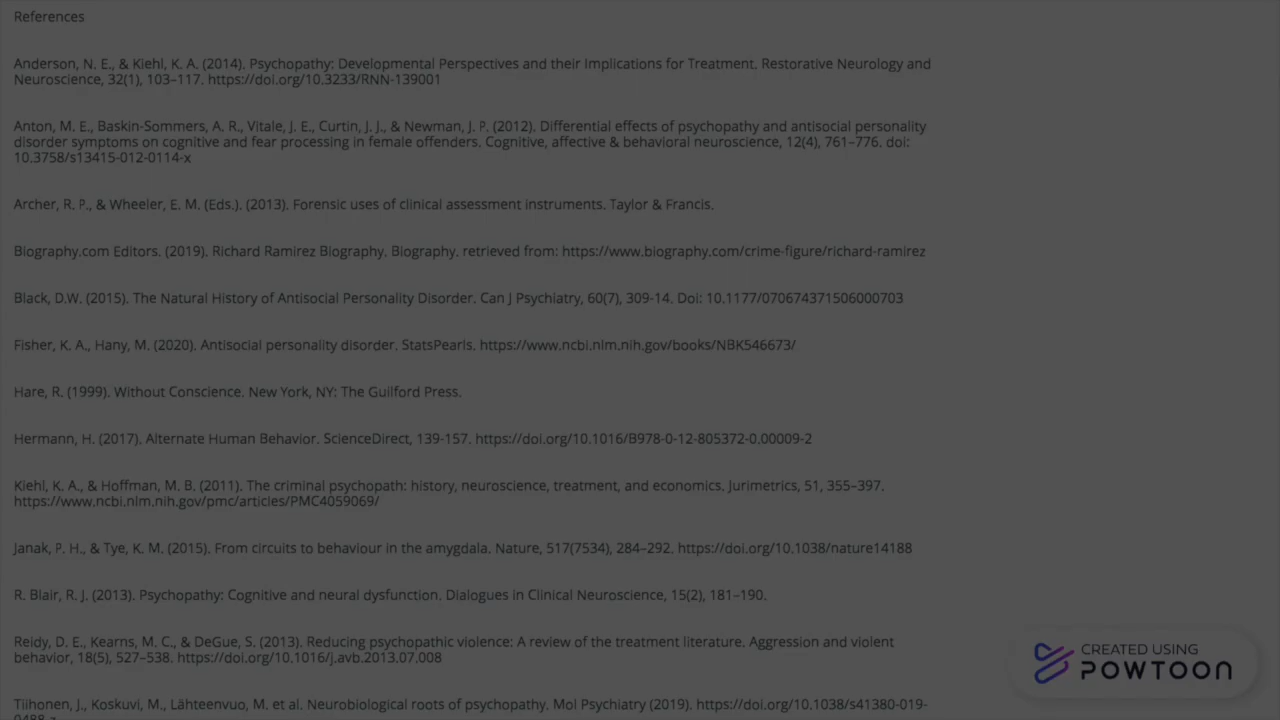 References
Anderson, N. E., & Kiehl, K. A. (2014). Psychopathy: Developmental Perspectives and their Implications for Treatment. Restorative Neurology and
Neuroscience, 32(1), 103–117. https://doi.org/10.3233/RNN-139001
Anton, M. E., Baskin-Sommers, A. R., Vitale, J. E., Curtin, J. J., & Newman, J. P. (2012). Differential effects of psychopathy and antisocial personality
disorder symptoms on cognitive and fear processing in female offenders. Cognitive, affective & behavioral neuroscience, 12(4), 761–776. doi:
10.3758/s13415-012-0114-x
Archer, R. P., & Wheeler, E. M. (Eds.). (2013). Forensic uses of clinical assessment instruments. Taylor & Francis.
Biography.com Editors. (2019). Richard Ramirez Biography. Biography. retrieved from: https://www.biography.com/crime-figure/richard-ramirez
Black, D.W. (2015). The Natural History of Antisocial Personality Disorder. Can J Psychiatry, 60(7), 309-14. Doi: 10.1177/070674371506000703
Fisher, K. A., Hany, M. (2020). Antisocial personality disorder. StatsPearls. https://www.ncbi.nlm.nih.gov/books/NBK546673/
Hare, R. (1999). Without Conscience. New York, NY: The Guilford Press.
Hermann, H. (2017). Alternate Human Behavior. ScienceDirect, 139-157. https://doi.org/10.1016/B978-0-12-805372-0.00009-2
Kiehl, K. A., & Hoffman, M. B. (2011). The criminal psychopath: history, neuroscience, treatment, and economics. Jurimetrics, 51, 355–397.
https://www.ncbi.nlm.nih.gov/pmc/articles/PMC4059069/
Janak, P. H., & Tye, K. M. (2015). From circuits to behaviour in the amygdala. Nature, 517(7534), 284–292. https://doi.org/10.1038/nature14188
R. Blair, R. J. (2013). Psychopathy: Cognitive and neural dysfunction. Dialogues in Clinical Neuroscience, 15(2), 181–190.
Reidy, D. E., Kearns, M. C., & DeGue, S. (2013). Reducing psychopathic violence: A review of the treatment literature. Aggression and violent
behavior, 18(5), 527–538. https://doi.org/10.1016/j.avb.2013.07.008
Tiihonen, J., Koskuvi, M., Lähteenvuo, M. et al. Neurobiological roots of psychopathy. Mol Psychiatry (2019). https://doi.org/10.1038/s41380-019-
0488-z
CREATED USING
POWTOON